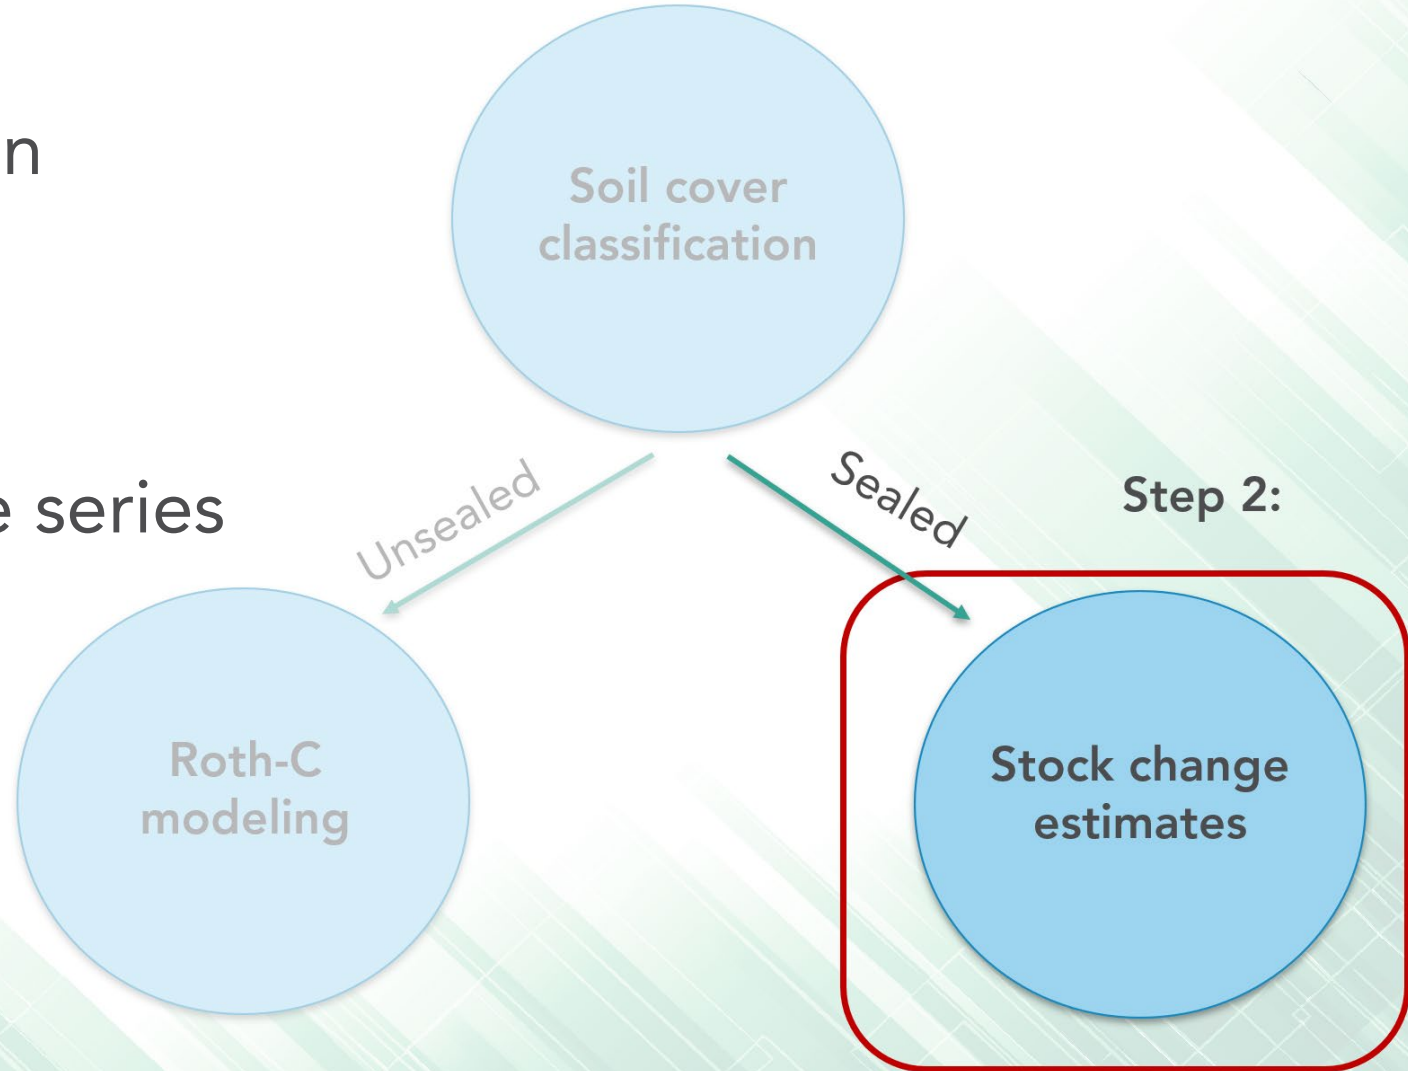 n
Soil cover
classification
e series
Unsealed
Sealed
Step 2:
Roth-C
modeling
Stock change
estimates